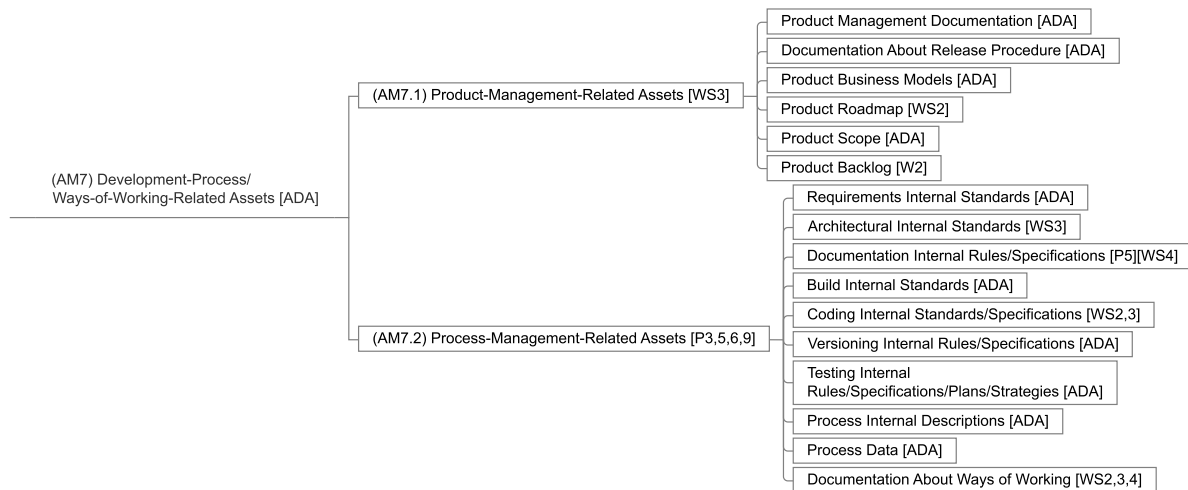 Product Management Documentation [ADA]
Documentation About Release Procedure [ADA]
Product Business Models [ADA]
(AM7.1) Product-Management-Related Assets [WS3]
Product Roadmap [WS2]
Product Scope [ADA]
Product Backlog [W2]
(AM7) Development-Process/
Ways-of-Working-Related Assets [ADA]
Requirements Internal Standards [ADA]
Architectural Internal Standards [WS3]
Documentation Internal Rules/Specifications [P5][WS4]
Build Internal Standards [ADA]
Coding Internal Standards/Specifications [WS2,3]
(AM7.2) Process-Management-Related Assets [P3,5,6,9]
Versioning Internal Rules/Specifications [ADA]
Testing Internal
Rules/Specifications/Plans/Strategies [ADA]
Process Internal Descriptions [ADA]
Process Data [ADA]
Documentation About Ways of Working [WS2,3,4]